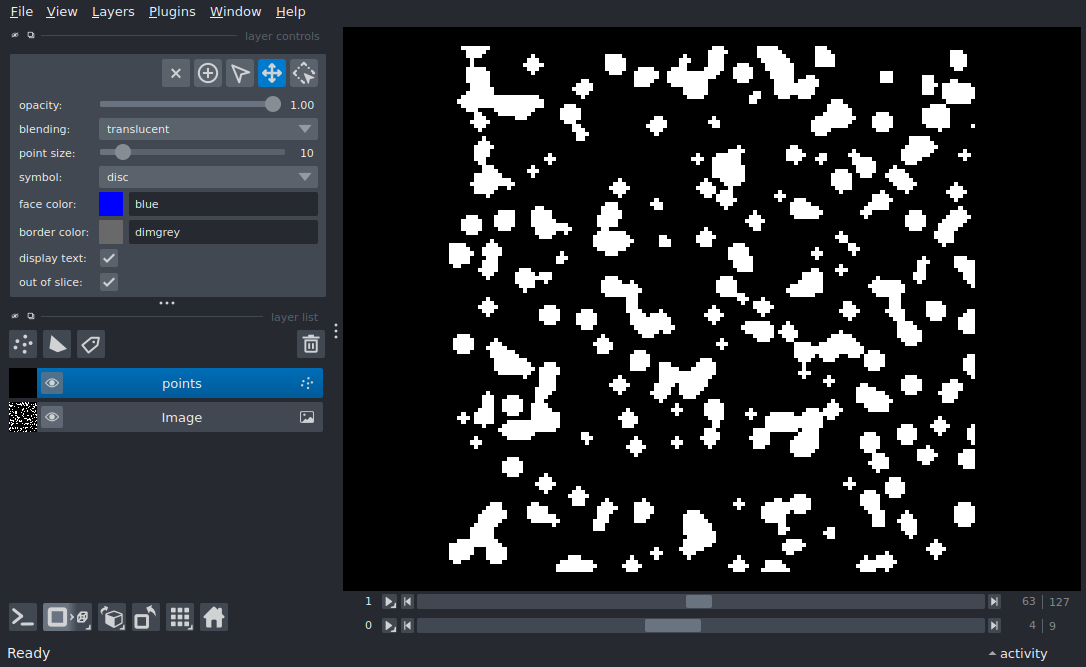 File View Layers Plugins Window Help
layer controls
opacity: 1.00
blending: translucent
point size: 10
symbol: disc
face color: blue
border color: dimgrey
display text:
out of slice:
layer list
points
Image
1 63 127
0 4 9
Ready activity